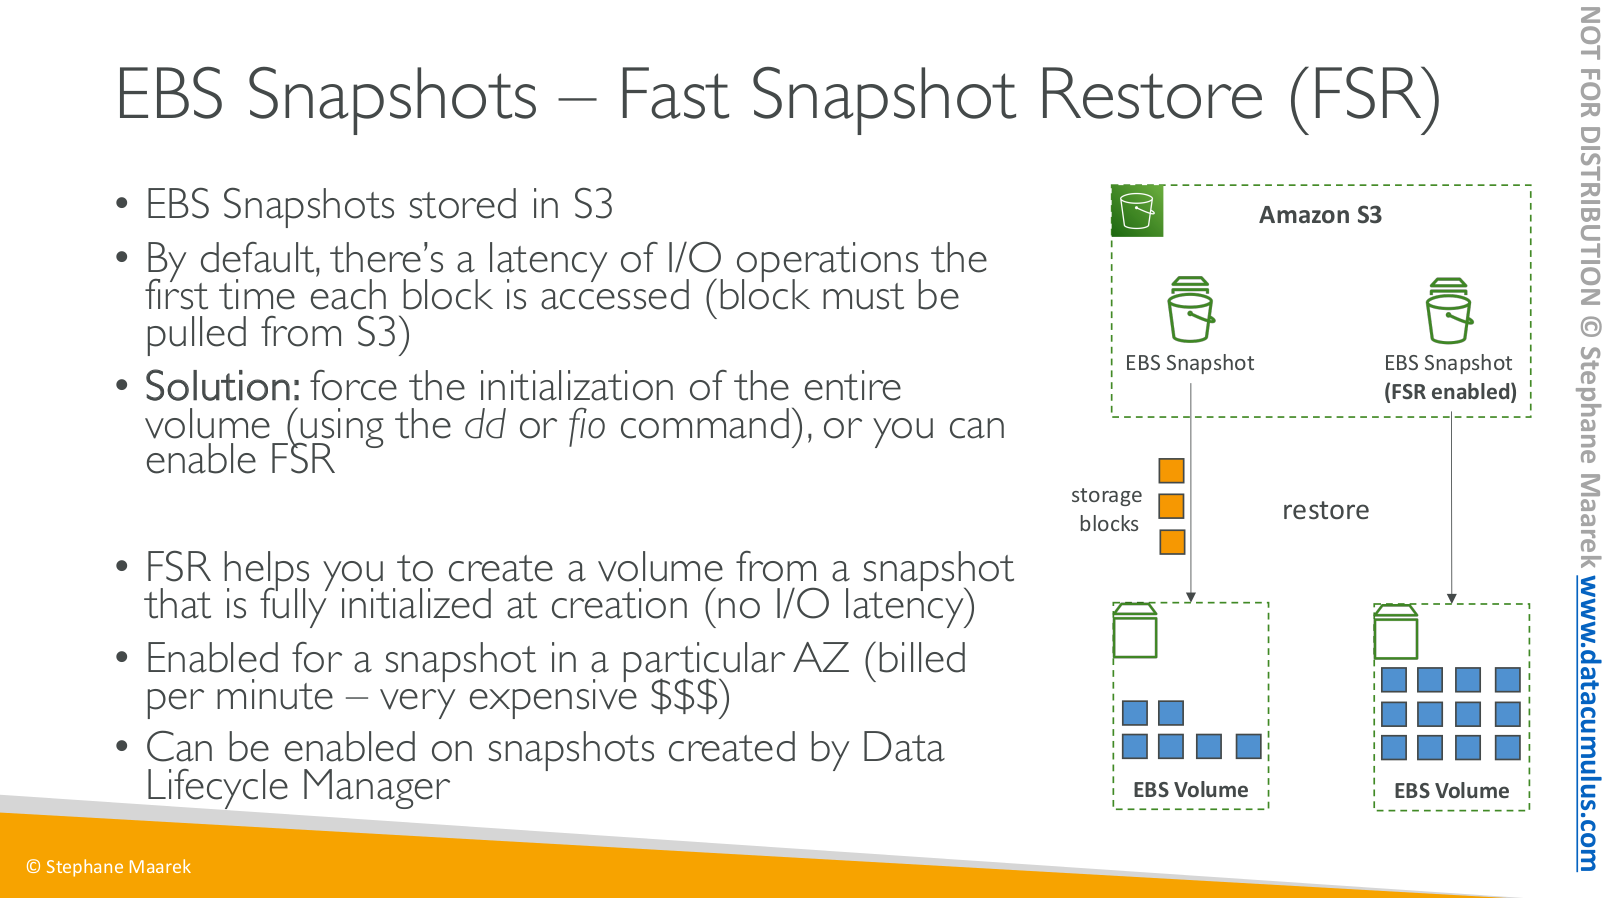 EBS Snapshots – Fast Snapshot Restore (FSR)
• EBS Snapshots stored in S3
• By default, there’s a latency of I/O operations the
first time each block is accessed (block must be
pulled from S3)
• Solution: force the initialization of the entire
volume (using the dd or fio command), or you can
enable FSR
• FSR helps you to create a volume from a snapshot
that is fully initialized at creation (no I/O latency)
• Enabled for a snapshot in a particular AZ (billed
per minute – very expensive $$$)
• Can be enabled on snapshots created by Data
Lifecycle Manager
Amazon S3
EBS Snapshot
EBS Snapshot
(FSR enabled)
storage
blocks
restore
EBS Volume
EBS Volume
© Stephane Maarek
NOT FOR DISTRIBUTION © Stephane Maarek www.datacumulus.com